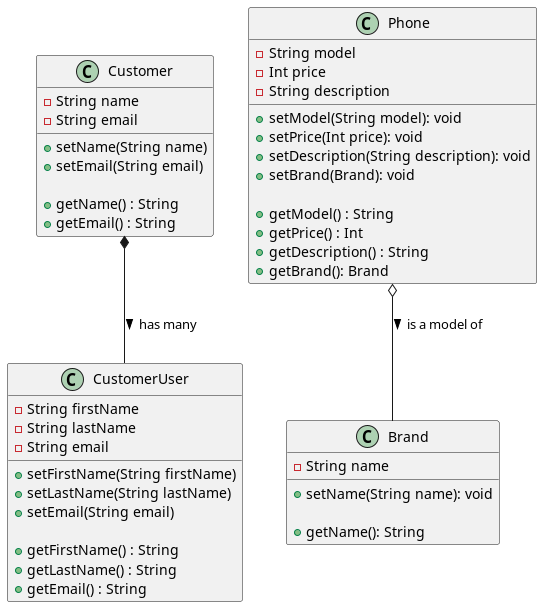 C Customer
String name
String email
setName(String name)
setEmail(String email)
getName() : String
getEmail() : String
C Phone
String model
Int price
String description
setModel(String model): void
setPrice(Int price): void
setDescription(String description): void
setBrand(Brand): void
getModel() : String
getPrice() : Int
getDescription() : String
getBrand(): Brand
has many
is a model of
C CustomerUser
String firstName
String lastName
String email
setFirstName(String firstName)
setLastName(String lastName)
setEmail(String email)
getFirstName() : String
getLastName() : String
getEmail() : String
C Brand
String name
setName(String name): void
getName(): String